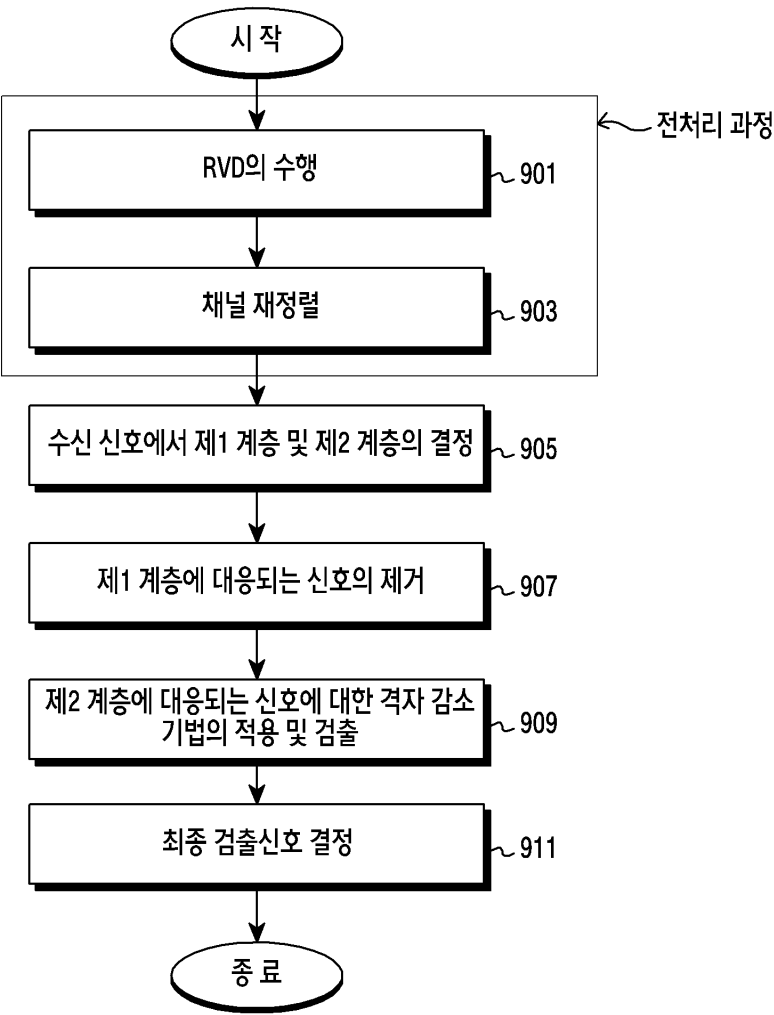 시 작
전처리 과정
RVD의 수행
901
채널 재정렬
903
수신 신호에서 제1 계층 및 제2 계층의 결정
905
제1 계층에 대응되는 신호의 제거
907
제2 계층에 대응되는 신호에 대한 격자 감소
기법의 적용 및 검출
909
최종 검출신호 결정
911
종 료